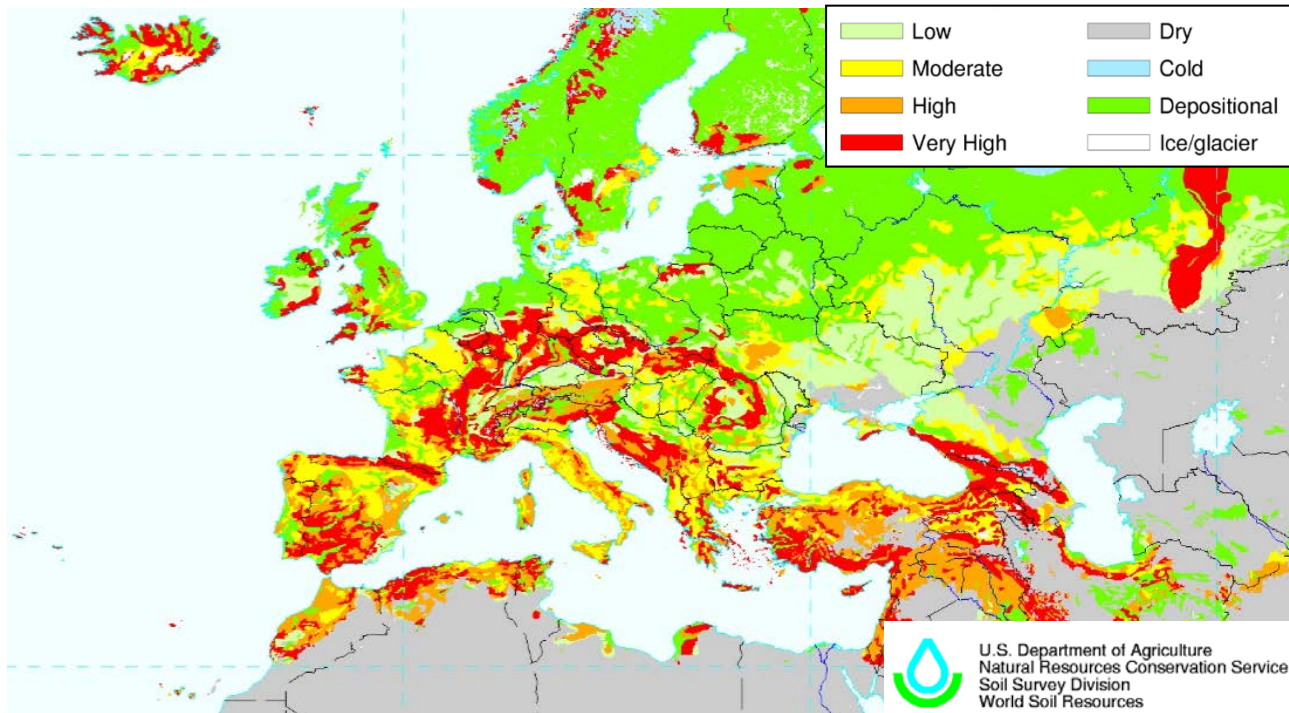 Low
Moderate
High
Very High
Dry
Cold
Depositional
Ice/glacier
U.S. Department of Agriculture
Natural Resources Conservation Service
Soil Survey Division
World Soil Resources